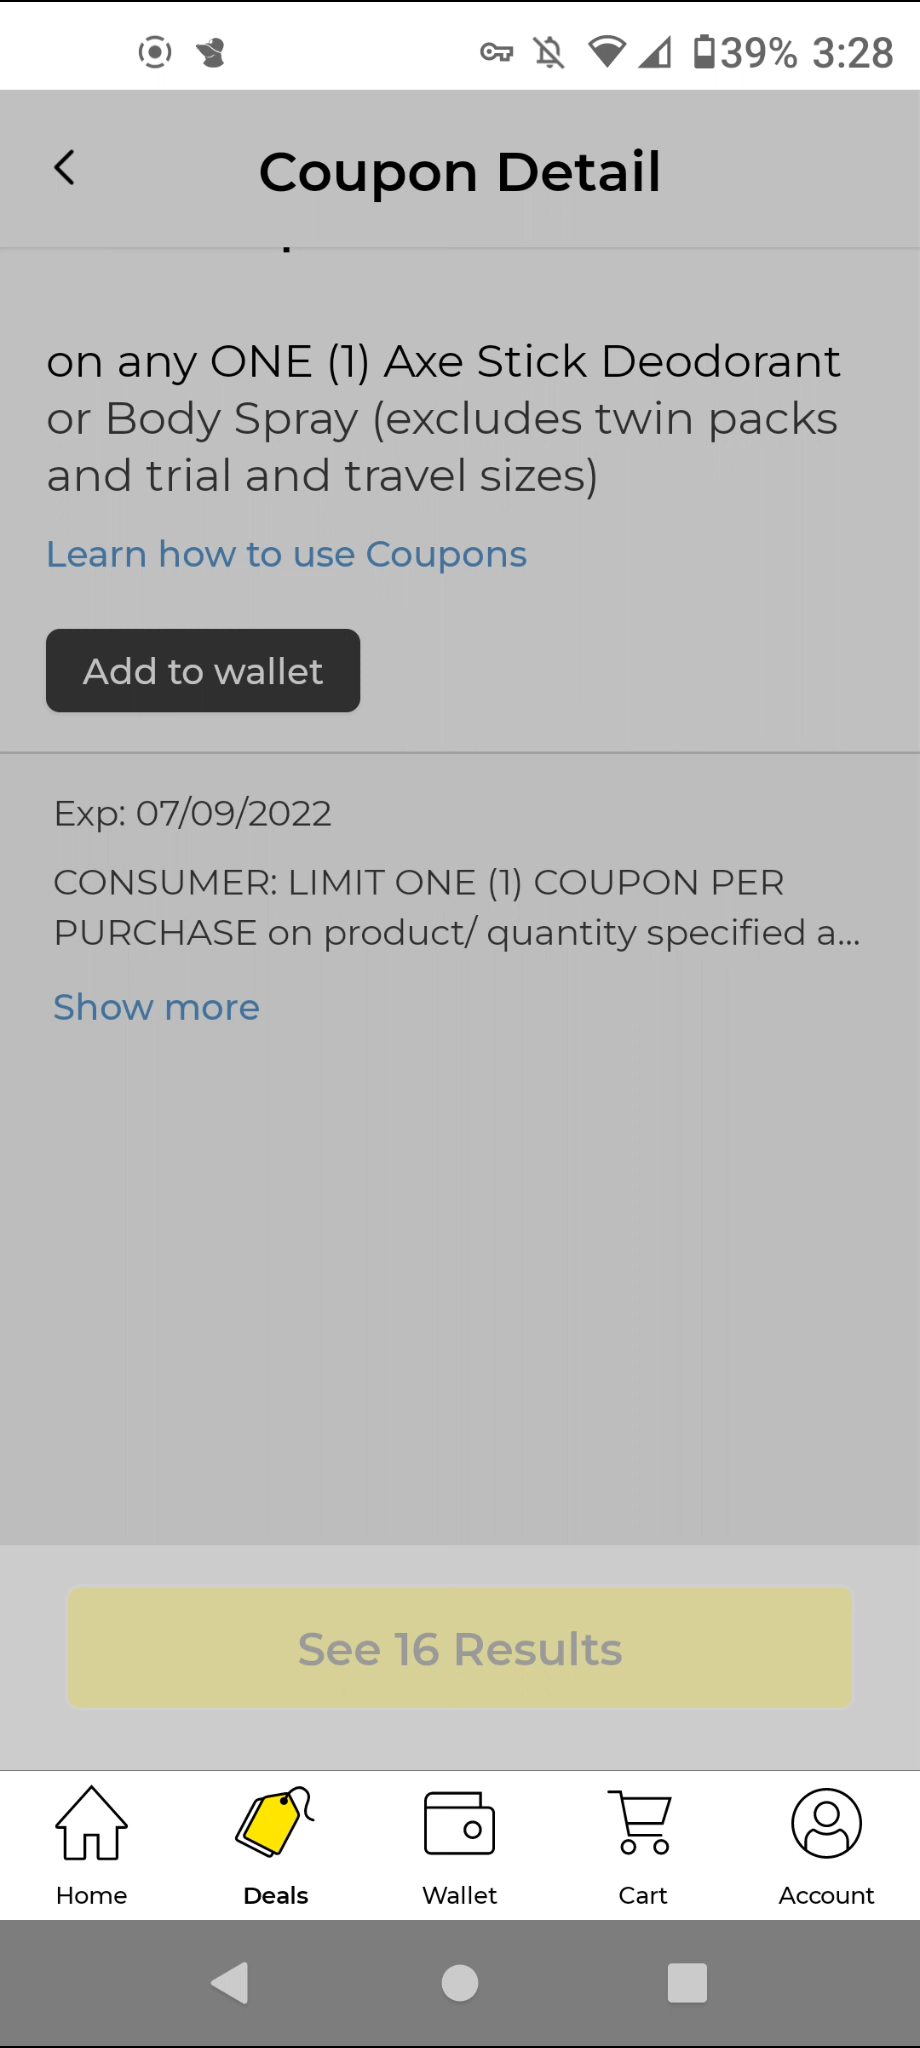 39% 3:28
Coupon Detail
on any ONE (1) Axe Stick Deodorant
or Body Spray (excludes twin packs
and trial and travel sizes)
Learn how to use Coupons
Add to wallet
Exp: 07/09/2022
CONSUMER: LIMIT ONE (1) COUPON PER
PURCHASE on product/ quantity specified a...
Show more
See 16 Results
Home Deals Wallet Cart Account